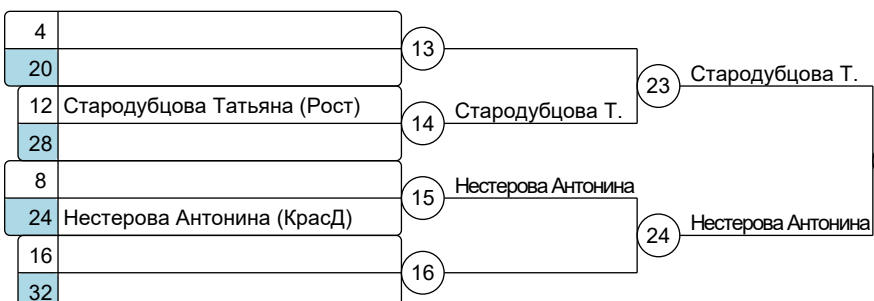 4
13
20
23 Стародубцова Т.
12 Стародубцова Татьяна (Рост)
14 Стародубцова Т.
28
8
15 Нестерова Антонина
24 Нестерова Антонина (КрасД)
24 Нестерова Антонина
16
16
32